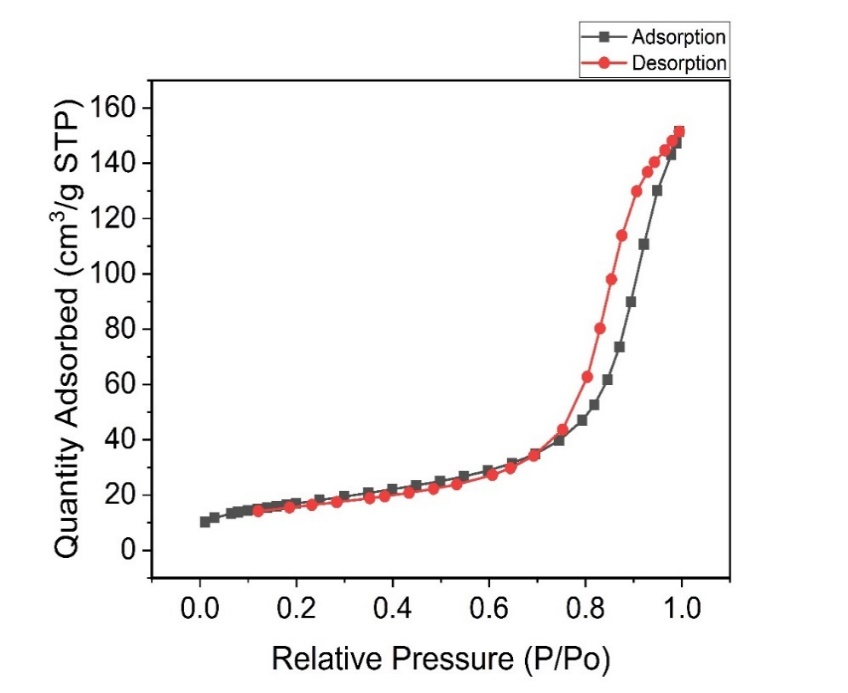 Adsorption
Desorption
Quantity Adsorbed (cm³/g STP)
160
140
120
100
80
60
40
20
0
0.0 0.2 0.4 0.6 0.8 1.0
Relative Pressure (P/Po)